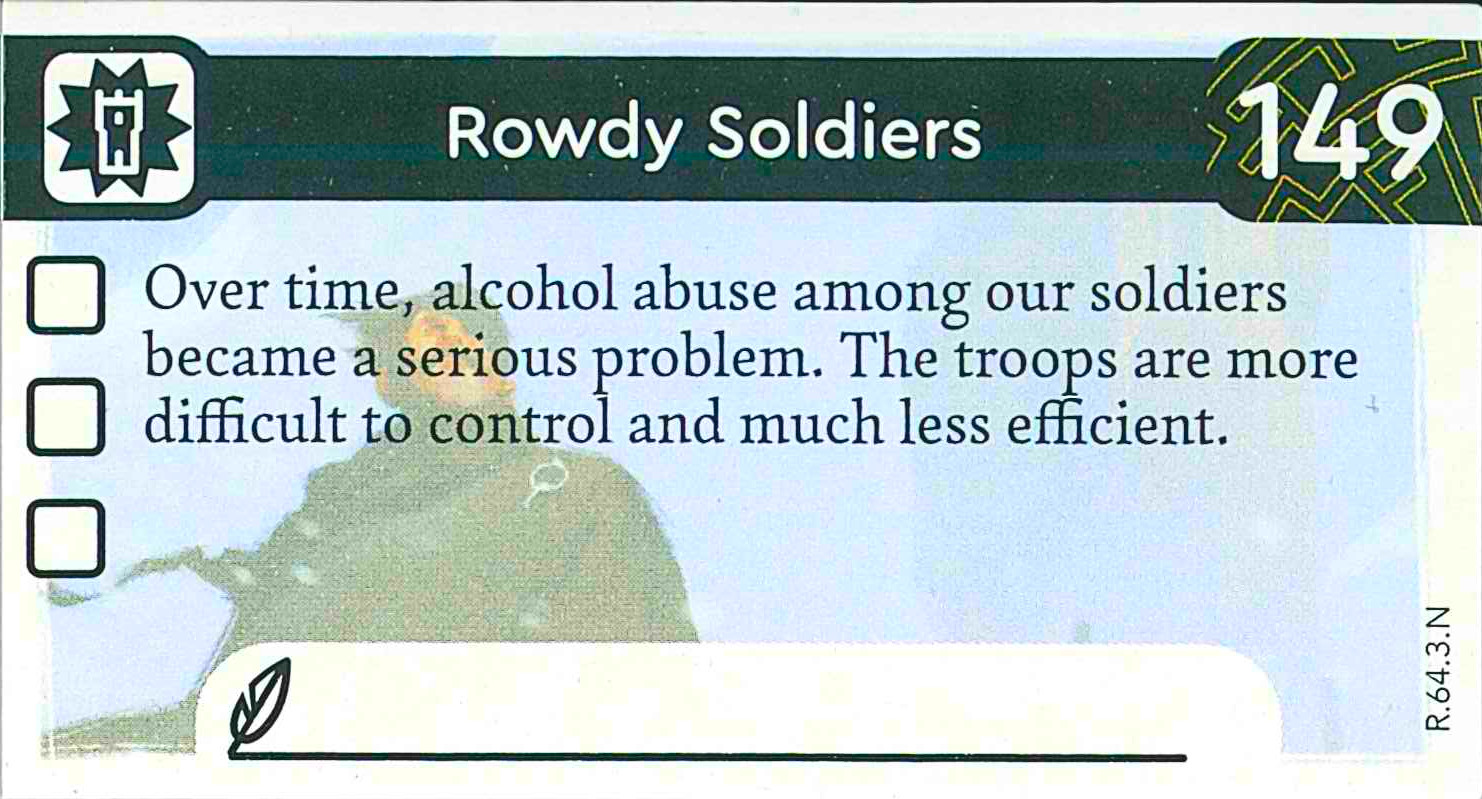 Rowdy Soldiers
149
Over time, alcohol abuse among our soldiers
became a serious problem. The troops are more
difficult to control and much less efficient.
R.64.3.N